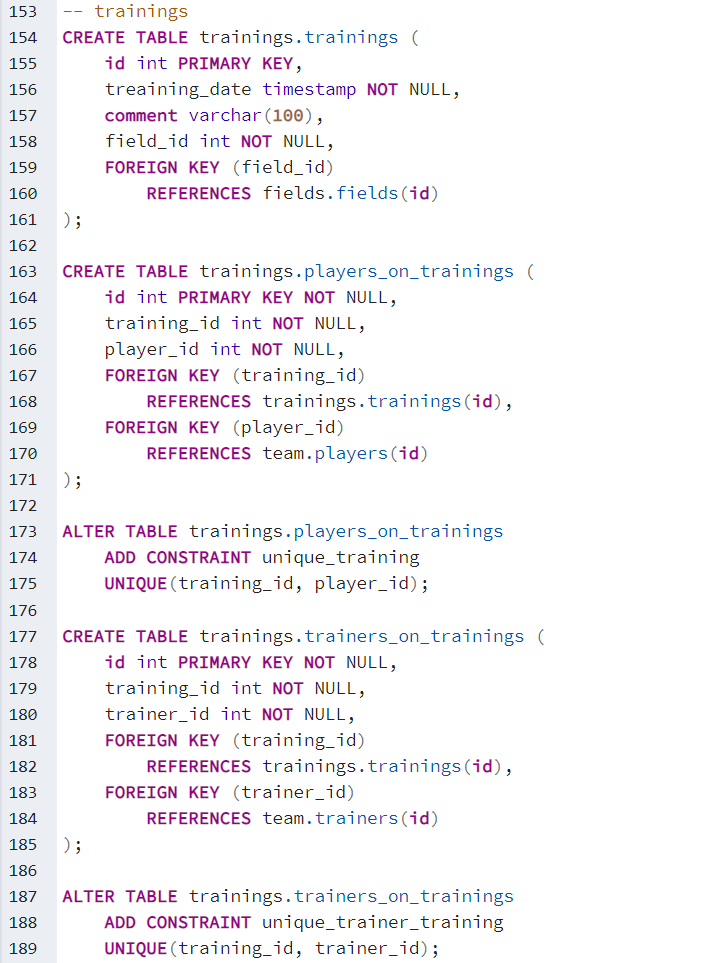 153 -- trainings
154 CREATE TABLE trainings.trainings (
155     id int PRIMARY KEY,
156     treaining_date timestamp NOT NULL,
157     comment varchar(100),
158     field_id int NOT NULL,
159     FOREIGN KEY (field_id)
160         REFERENCES fields.fields(id)
161 );
162
163 CREATE TABLE trainings.players_on_trainings (
164     id int PRIMARY KEY NOT NULL,
165     training_id int NOT NULL,
166     player_id int NOT NULL,
167     FOREIGN KEY (training_id)
168         REFERENCES trainings.trainings(id),
169     FOREIGN KEY (player_id)
170         REFERENCES team.players(id)
171 );
172
173 ALTER TABLE trainings.players_on_trainings
174     ADD CONSTRAINT unique_training
175     UNIQUE(training_id, player_id);
176
177 CREATE TABLE trainings.trainers_on_trainings (
178     id int PRIMARY KEY NOT NULL,
179     training_id int NOT NULL,
180     trainer_id int NOT NULL,
181     FOREIGN KEY (training_id)
182         REFERENCES trainings.trainings(id),
183     FOREIGN KEY (trainer_id)
184         REFERENCES team.trainers(id)
185 );
186
187 ALTER TABLE trainings.trainers_on_trainings
188     ADD CONSTRAINT unique_trainer_training
189     UNIQUE(training_id, trainer_id);